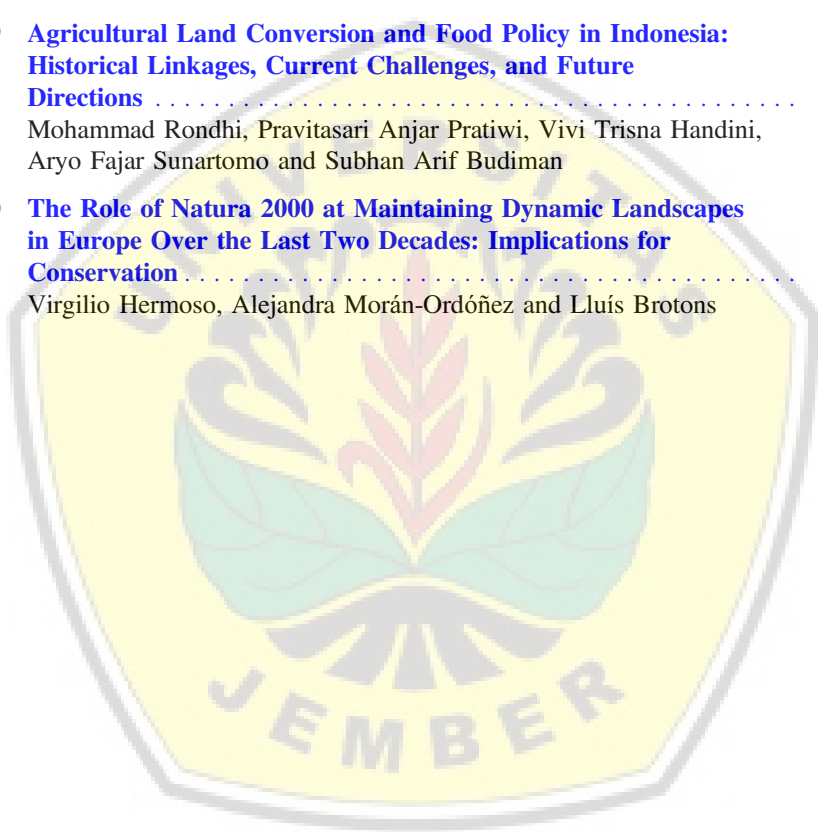 Agricultural Land Conversion and Food Policy in Indonesia:
Historical Linkages, Current Challenges, and Future
Directions . . . . . . . . . . . . . . . . . . . . . . . . . . . . . . . . . . . . . . . . . . . .
Mohammad Rondhi, Pravitasari Anjar Pratiwi, Vivi Trisna Handini,
Aryo Fajar Sunartomo and Subhan Arif Budiman
The Role of Natura 2000 at Maintaining Dynamic Landscapes
in Europe Over the Last Two Decades: Implications for
Conservation . . . . . . . . . . . . . . . . . . . . . . . . . . . . . . . . . . . . . . . . . .
Virgilio Hermoso, Alejandra Morán-Ordóñez and Lluís Brotons
UNIVERSITAS
JEMBER